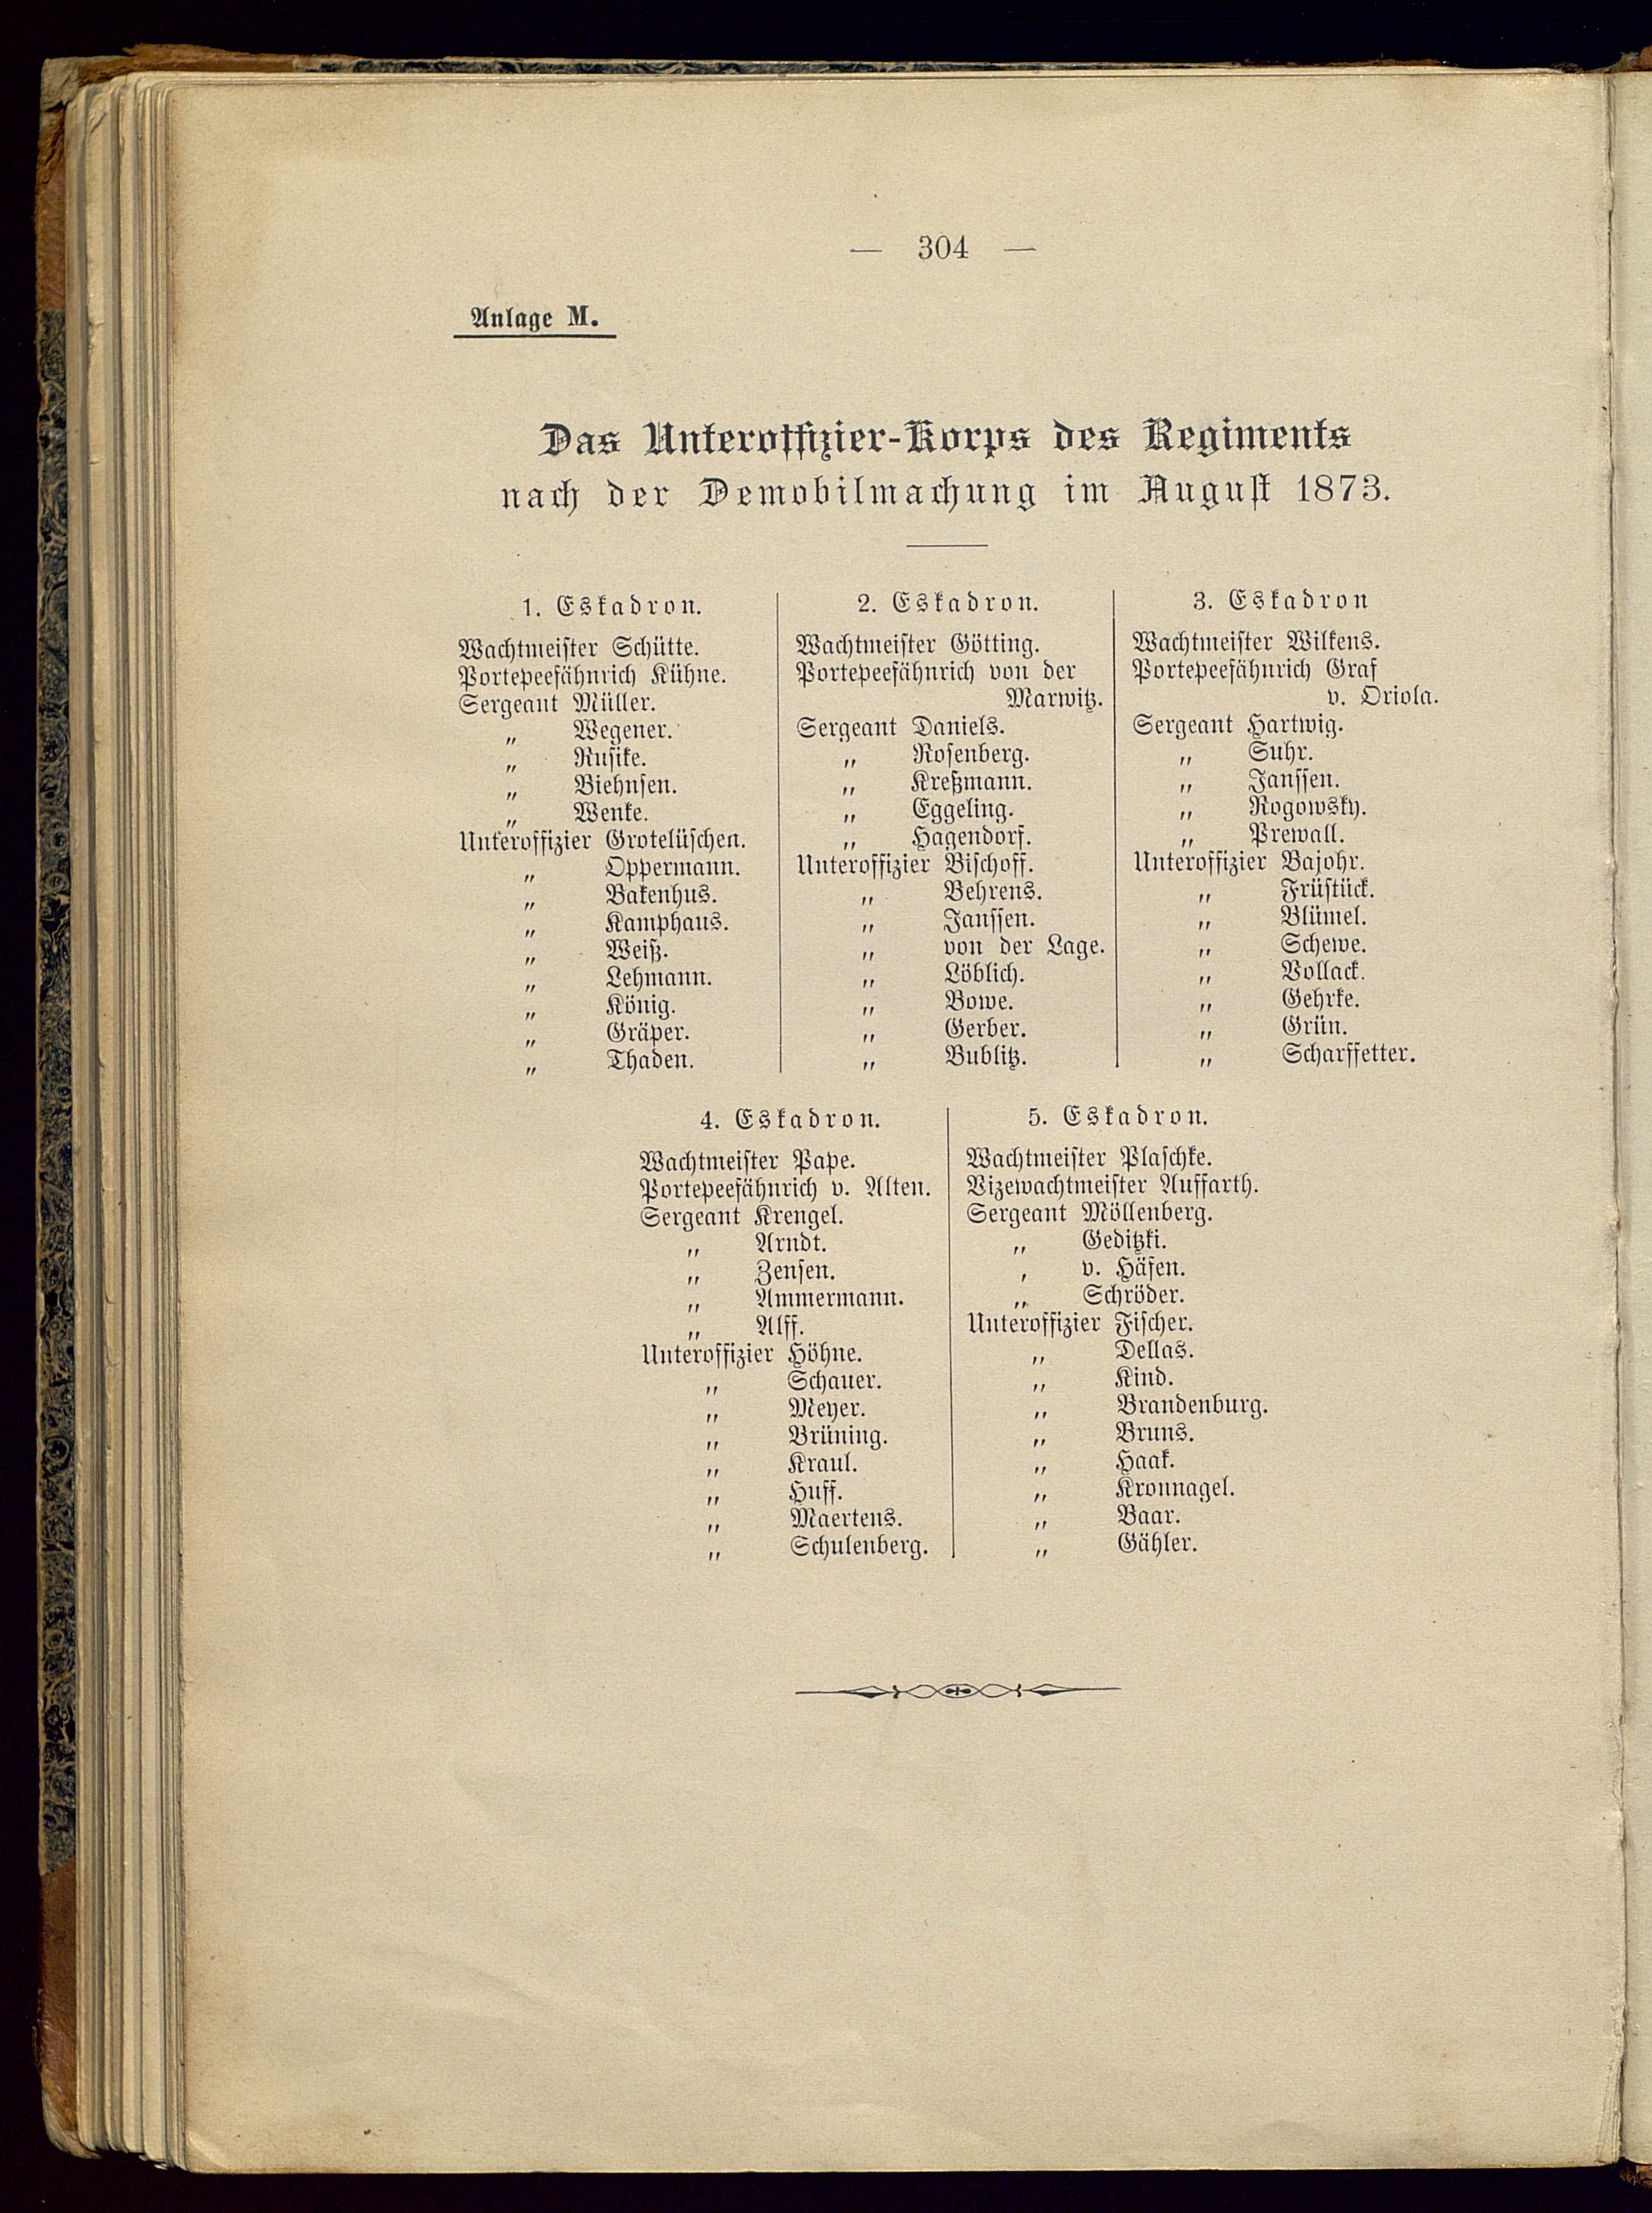 — 304 —
Anlage M.
Das Unteroffizier-Korps des Regiments
nach der Demobilmachung im August 1873.
1. Eskadron.
Wachtmeister Schütte.
Portepeefähnrich Kühne.
Sergeant Müller.
„ Wegener.
„ Rusike.
„ Biehnsen.
„ Wenke.
Unteroffizier Grotelüschen.
„ Oppermann.
„ Bakenhus.
„ Kamphaus.
„ Weiß.
„ Lehmann.
„ König.
„ Gräper.
„ Thaden.
2. Eskadron.
Wachtmeister Götting.
Portepeefähnrich von der
Marwitz.
Sergeant Daniels.
„ Rosenberg.
„ Kreßmann.
„ Eggeling.
„ Hagendorf.
Unteroffizier Bischoff.
„ Behrens.
„ Janssen.
„ von der Lage.
„ Löblich.
„ Bowe.
„ Gerber.
„ Bublitz.
3. Eskadron
Wachtmeister Wilkens.
Portepeefähnrich Graf
v. Oriola.
Sergeant Hartwig.
„ Suhr.
„ Janssen.
„ Rogowsky.
„ Prewall.
Unteroffizier Bajohr.
„ Früstück.
„ Blümel.
„ Schewe.
„ Vollack.
„ Gehrke.
„ Grün.
„ Scharffetter.
4. Eskadron.
Wachtmeister Pape.
Portepeefähnrich v. Alten.
Sergeant Krengel.
„ Arndt.
„ Zensen.
„ Ammermann.
„ Alff.
Unteroffizier Höhne.
„ Schauer.
„ Meyer.
„ Brüning.
„ Kraul.
„ Huff.
„ Maertens.
„ Schulenberg.
5. Eskadron.
Wachtmeister Plaschke.
Vizewachtmeister Auffarth.
Sergeant Möllenberg.
„ Geditzki.
, v. Häfen.
„ Schröder.
Unteroffizier Fischer.
„ Dellas.
„ Kind.
„ Brandenburg.
„ Bruns.
„ Haak.
„ Kronnagel.
„ Baar.
„ Gähler.